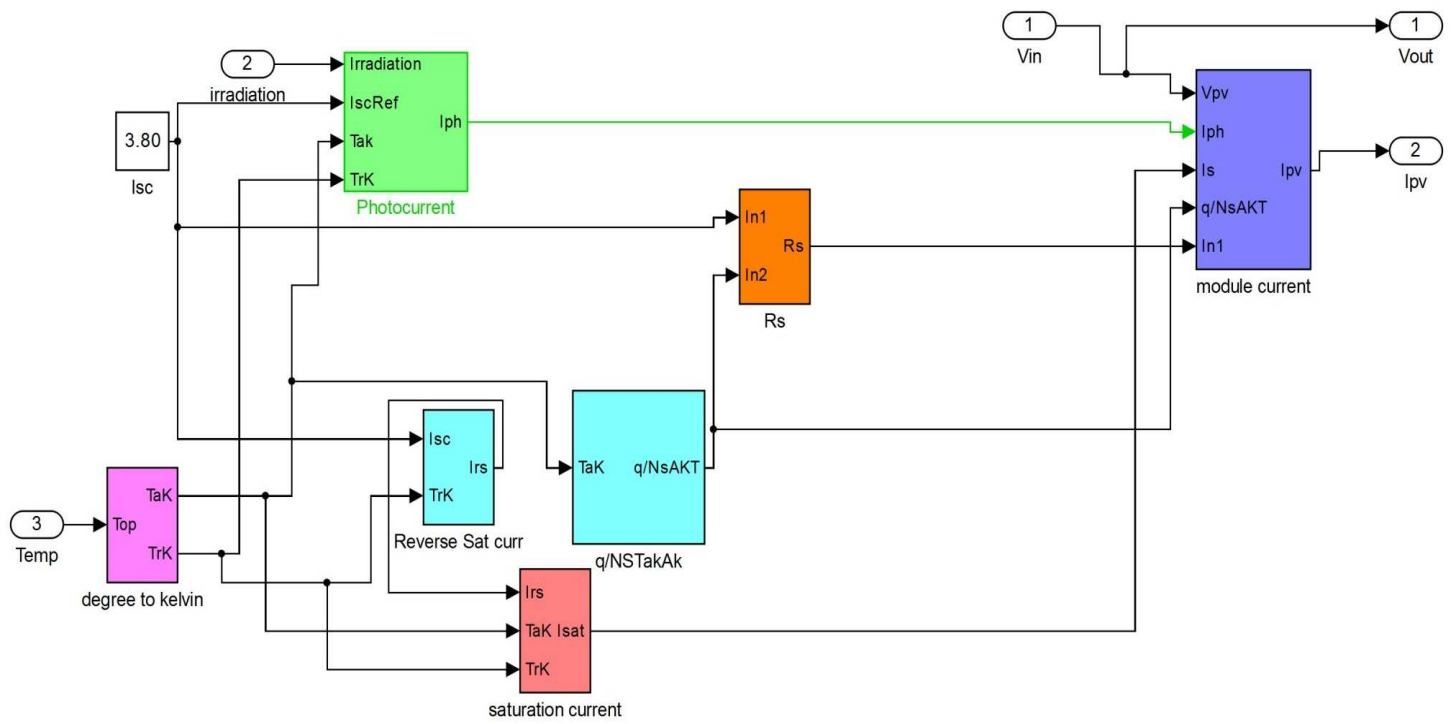 1
Vin
1
Vout
2
irradiation
Irradiation
IscRef
Tak
TrK
Iph
Photocurrent
3.80
Isc
Vpv
Iph
Is
q/NsAKT
In1
Ipv
module current
2
Ipv
In1
In2
Rs
Rs
Isc
TrK
Irs
Reverse Sat curr
TaK
q/NsAKT
q/NSTakAk
3
Temp
Top
TaK
TrK
degree to kelvin
Irs
TaK
Isat
TrK
saturation current